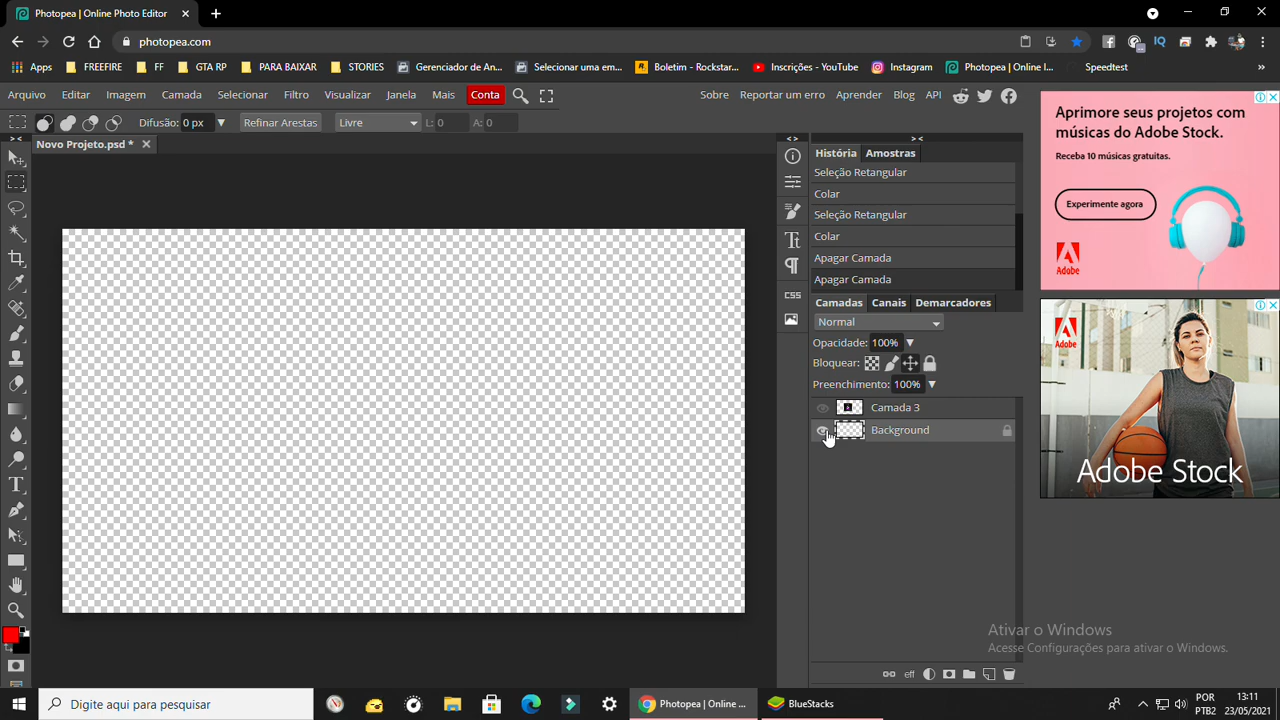 Photopea | Online Photo Editor
photopea.com
Apps
FREEFIRE
FF
GTA RP
PARA BAIXAR
STORIES
Gerenciador de An...
Selecionar uma em...
Boletim - Rockstar...
Inscrições - YouTube
Instagram
Photopea | Online I...
Speedtest
»
Arquivo Editar Imagem Camada Selecionar Filtro Visualizar Janela Mais Conta
Sobre Reportar um erro Aprender Blog API
Difusão: 0 px
Refinar Arestas
Livre
L: 0
A: 0
Novo Projeto.psd *
História Amostras
Seleção Retangular
Colar
Seleção Retangular
Colar
Apagar Camada
Apagar Camada
Camadas Canais Demarcadores
Normal
Opacidade: 100%
Bloquear:
Preenchimento: 100%
Camada 3
Background
CSS
eff
Aprimore seus projetos com
músicas do Adobe Stock.
Receba 10 músicas gratuitas.
Experimente agora
Adobe
Adobe
Adobe Stock
Ativar o Windows
Acesse Configurações para ativar o Windows.
Digite aqui para pesquisar
Photopea | Online ...
BlueStacks
POR
PTB2
13:11
23/05/2021